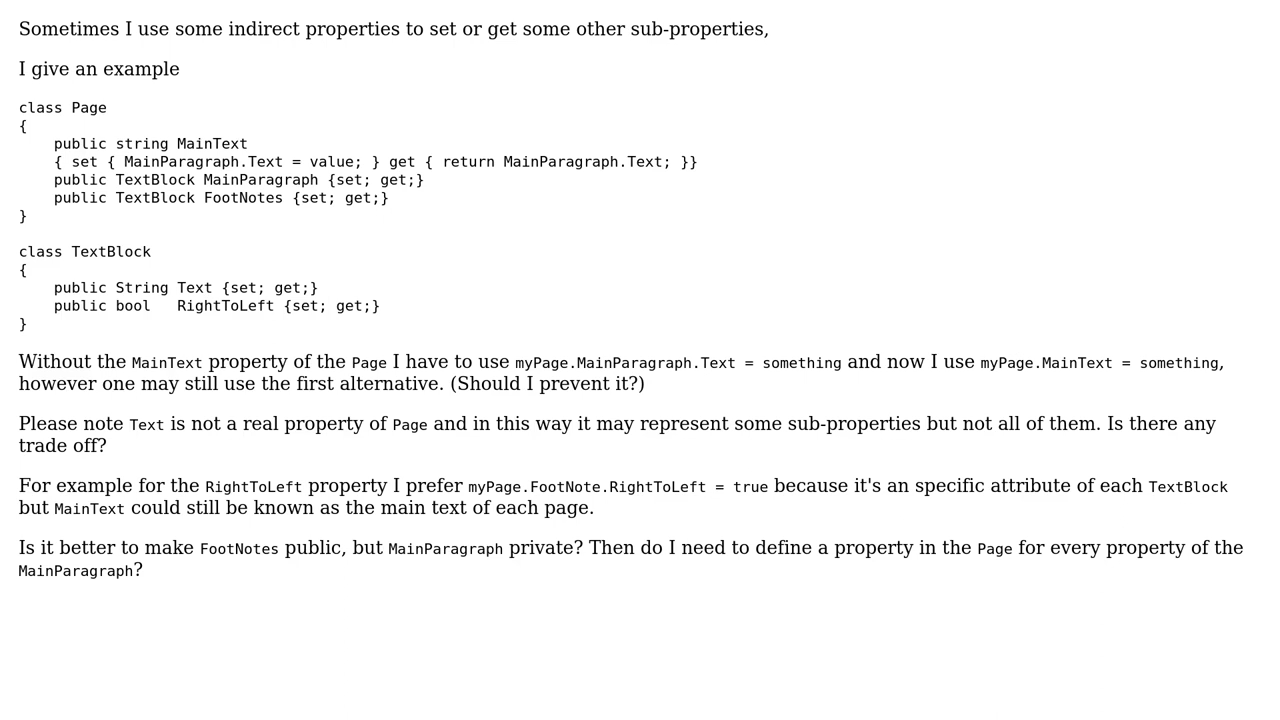 Sometimes I use some indirect properties to set or get some other sub-properties,
I give an example
class Page
{
    public string MainText
    { set { MainParagraph.Text = value; } get { return MainParagraph.Text; }}
    public TextBlock MainParagraph {set; get;}
    public TextBlock FootNotes {set; get;}
}
class TextBlock
{
    public String Text {set; get;}
    public bool   RightToLeft {set; get;}
}
Without the MainText property of the Page I have to use myPage.MainParagraph.Text = something and now I use myPage.MainText = something,
however one may still use the first alternative. (Should I prevent it?)
Please note Text is not a real property of Page and in this way it may represent some sub-properties but not all of them. Is there any
trade off?
For example for the RightToLeft property I prefer myPage.FootNote.RightToLeft = true because it's an specific attribute of each TextBlock
but MainText could still be known as the main text of each page.
Is it better to make FootNotes public, but MainParagraph private? Then do I need to define a property in the Page for every property of the
MainParagraph?